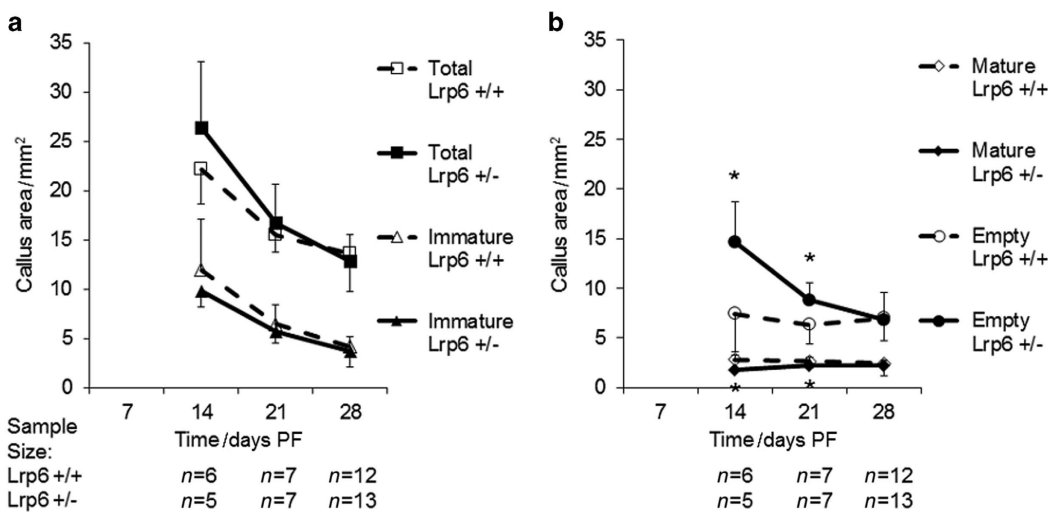 a
35
30
25
20
15
10
5
0
Callus area/mm²
7 14 21 28
Time/days PF
Total
Lrp6 +/+
Total
Lrp6 +/-
Immature
Lrp6 +/+
Immature
Lrp6 +/-
b
35
30
25
20
15
10
5
0
Callus area/mm²
* *
* *
7 14 21 28
Time/days PF
Mature
Lrp6 +/+
Mature
Lrp6 +/-
Empty
Lrp6 +/+
Empty
Lrp6 +/-
Sample
Size:
Lrp6 +/+ n=6 n=7 n=12 n=6 n=7 n=12
Lrp6 +/- n=5 n=7 n=13 n=5 n=7 n=13